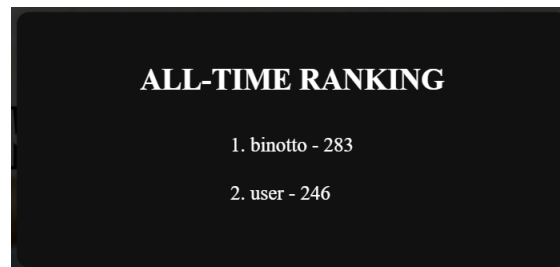 ALL-TIME RANKING
1. binotto - 283
2. user - 246